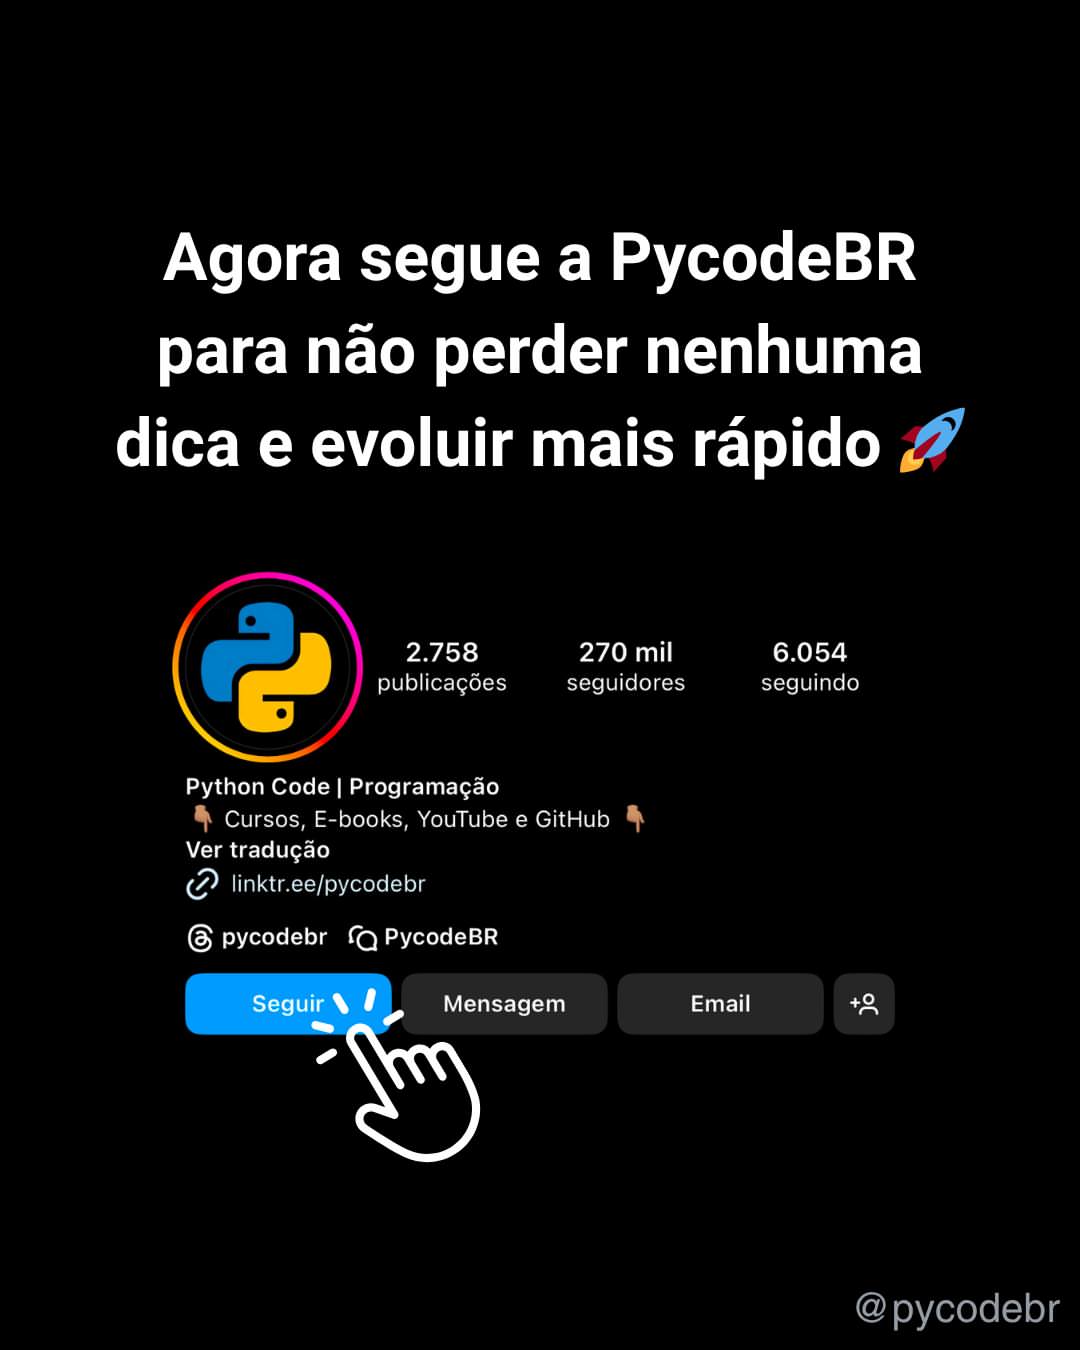 Agora segue a PycodeBR
para não perder nenhuma
dica e evoluir mais rápido 🚀
2.758 270 mil 6.054
publicações seguidores seguindo
Python Code | Programação
👇🏽 Cursos, E-books, YouTube e GitHub 👇🏽
Ver tradução
linktr.ee/pycodebr
pycodebr PycodeBR
Seguir Mensagem Email
@pycodebr